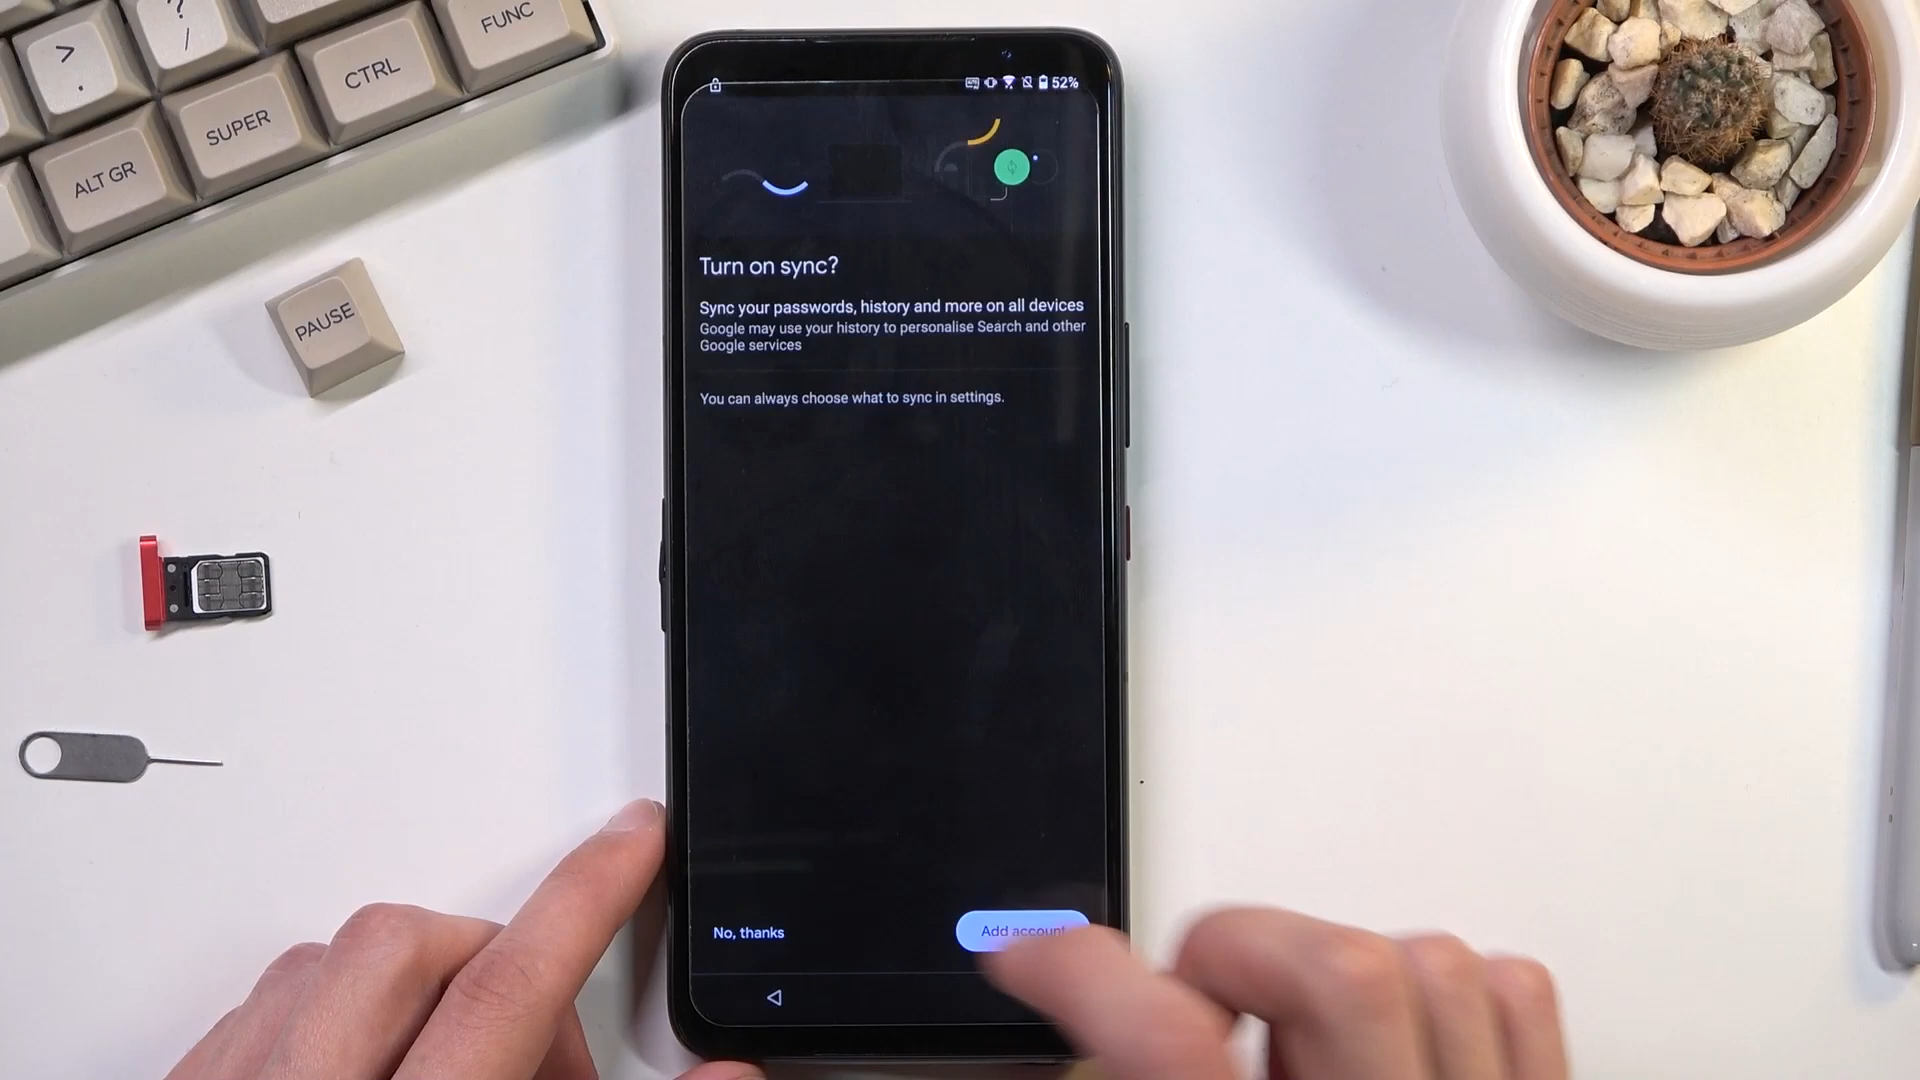 >
.
?
/
FUNC
CTRL
SUPER
ALT GR
PAUSE
52%
Turn on sync?
Sync your passwords, history and more on all devices
Google may use your history to personalise Search and other
Google services
You can always choose what to sync in settings.
No, thanks
Add account